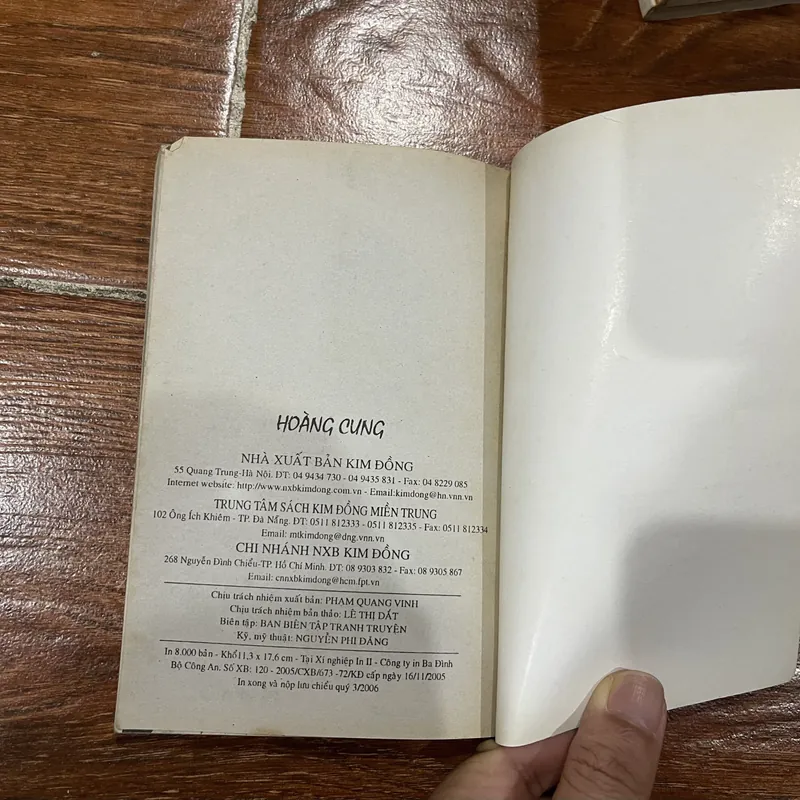 HOÀNG CUNG
NHÀ XUẤT BẢN KIM ĐỒNG
55 Quang Trung-Hà Nội. ĐT: 04 9434 730 - 04 9435 831 - Fax: 04 8229 085
Internet website: http://www.nxbkimdong.com.vn - Email:kimdong@hn.vnn.vn
TRUNG TÂM SÁCH KIM ĐỒNG MIỀN TRUNG
102 Ông Ích Khiêm - TP. Đà Nẵng. ĐT: 0511 812333 - 0511 812335 - Fax: 0511 812334
Email: mtkimdong@dng.vnn.vn
CHI NHÁNH NXB KIM ĐỒNG
268 Nguyễn Đình Chiểu-TP. Hồ Chí Minh. ĐT: 08 9303 832 - Fax: 08 9305 867
Email: cnnxbkimdong@hcm.fpt.vn
Chịu trách nhiệm xuất bản: PHẠM QUANG VINH
Chịu trách nhiệm bản thảo: LÊ THỊ DẮT
Biên tập: BAN BIÊN TẬP TRANH TRUYỆN
Kỹ, mỹ thuật: NGUYỄN PHI ĐẢNG
In 8.000 bản - Khổ 11,3 x 17,6 cm - Tại Xí nghiệp In II - Công ty in Ba Đình
Bộ Công An. Số XB: 120 - 2005/CXB/673 -72/KĐ cấp ngày 16/11/2005
In xong và nộp lưu chiểu quý 3/2006